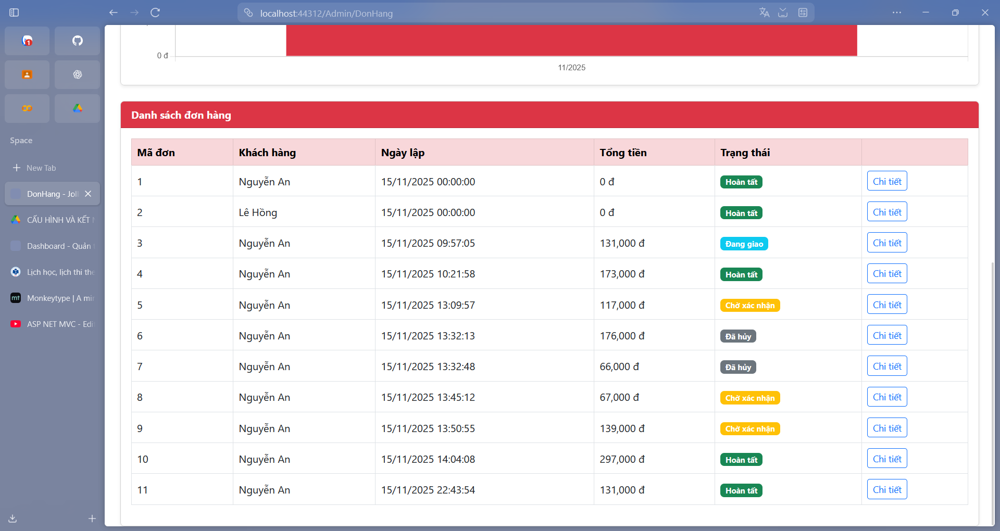 localhost:44312/Admin/DonHang
1
Space
New Tab
DonHang - Joll
CẤU HÌNH VÀ KẾT N
Dashboard - Quản t
Lịch học, lịch thi the
mt
Monkeytype | A min
ASP NET MVC - Edit
0 đ
11/2025
Danh sách đơn hàng
Mã đơn Khách hàng Ngày lập Tổng tiền Trạng thái
1 Nguyễn An 15/11/2025 00:00:00 0 đ Hoàn tất Chi tiết
2 Lê Hồng 15/11/2025 00:00:00 0 đ Hoàn tất Chi tiết
3 Nguyễn An 15/11/2025 09:57:05 131,000 đ Đang giao Chi tiết
4 Nguyễn An 15/11/2025 10:21:58 173,000 đ Hoàn tất Chi tiết
5 Nguyễn An 15/11/2025 13:09:57 117,000 đ Chờ xác nhận Chi tiết
6 Nguyễn An 15/11/2025 13:32:13 176,000 đ Đã hủy Chi tiết
7 Nguyễn An 15/11/2025 13:32:48 66,000 đ Đã hủy Chi tiết
8 Nguyễn An 15/11/2025 13:45:12 67,000 đ Chờ xác nhận Chi tiết
9 Nguyễn An 15/11/2025 13:50:55 139,000 đ Chờ xác nhận Chi tiết
10 Nguyễn An 15/11/2025 14:04:08 297,000 đ Hoàn tất Chi tiết
11 Nguyễn An 15/11/2025 22:43:54 131,000 đ Hoàn tất Chi tiết